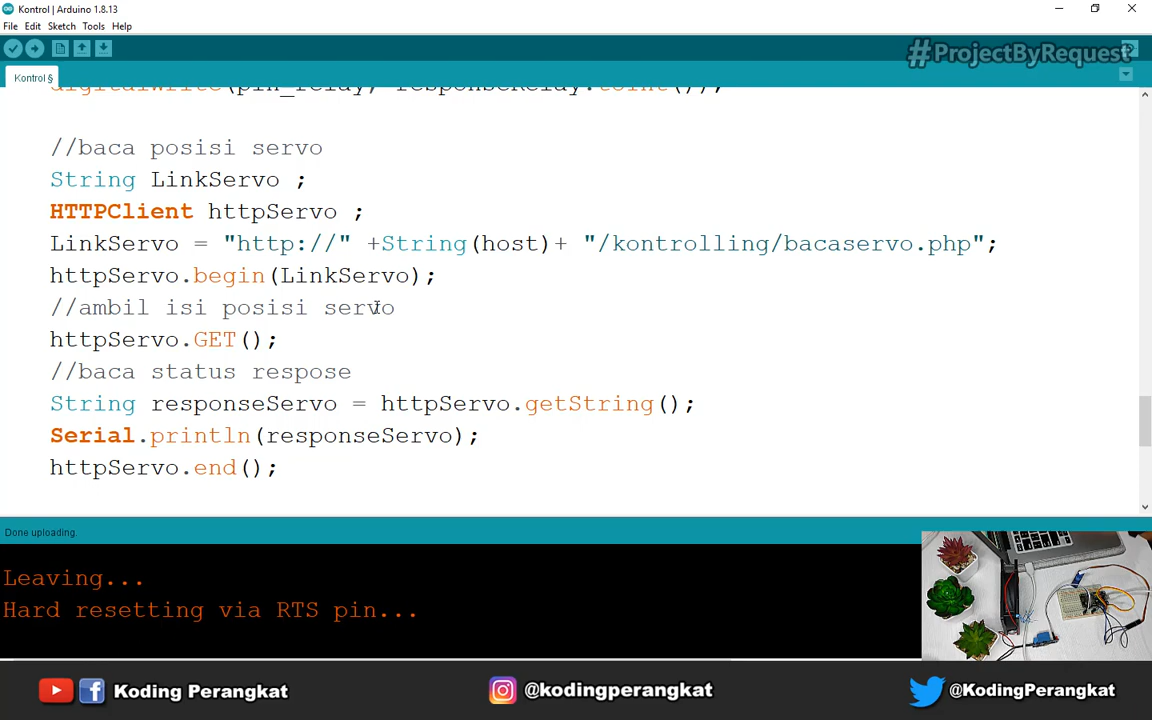 Kontrol | Arduino 1.8.13
File Edit Sketch Tools Help
#ProjectByRequest
Kontrol §
digitalWrite(pin_relay, responseRelay.toInt());
//baca posisi servo
String LinkServo ;
HTTPClient httpServo ;
LinkServo = "http://" +String(host)+ "/kontrolling/bacaservo.php";
httpServo.begin(LinkServo);
//ambil isi posisi servo
httpServo.GET();
//baca status respose
String responseServo = httpServo.getString();
Serial.println(responseServo);
httpServo.end();
Done uploading.
Leaving...
Hard resetting via RTS pin...
Koding Perangkat
@kodingperangkat
@KodingPerangkat